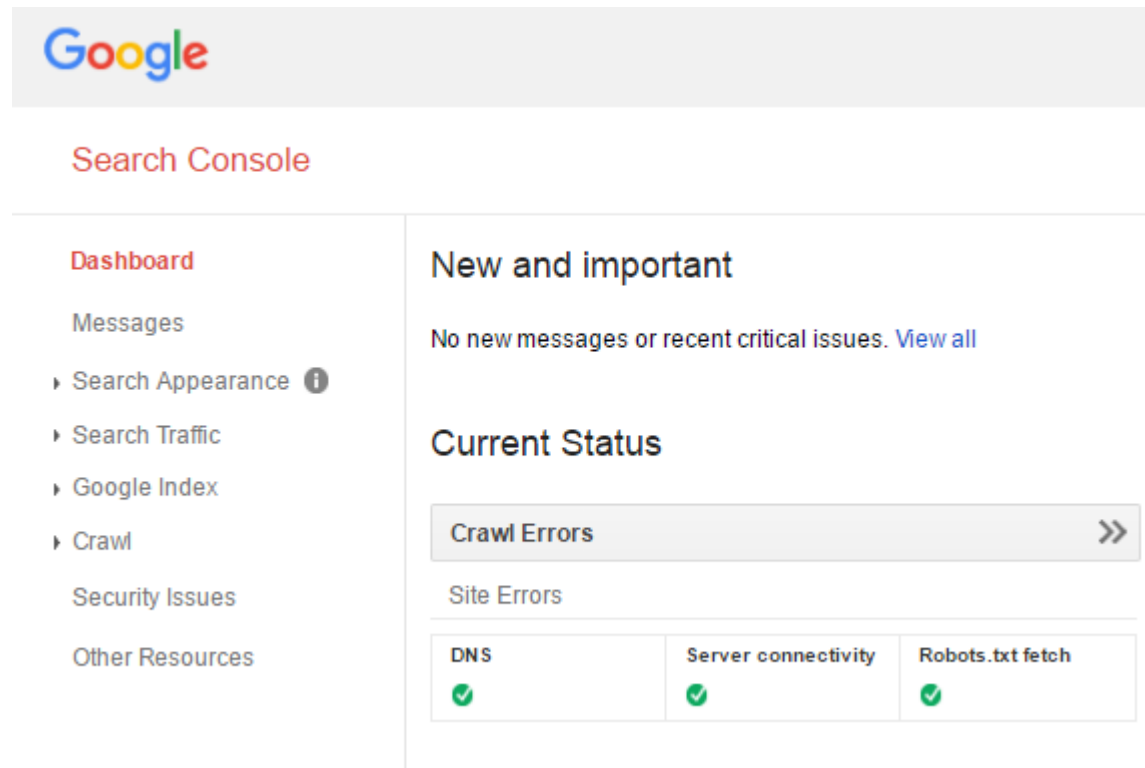 Google
Search Console
Dashboard
Messages
Search Appearance
Search Traffic
Google Index
Crawl
Security Issues
Other Resources
New and important
No new messages or recent critical issues. View all
Current Status
Crawl Errors
Site Errors
DNS
Server connectivity
Robots.txt fetch